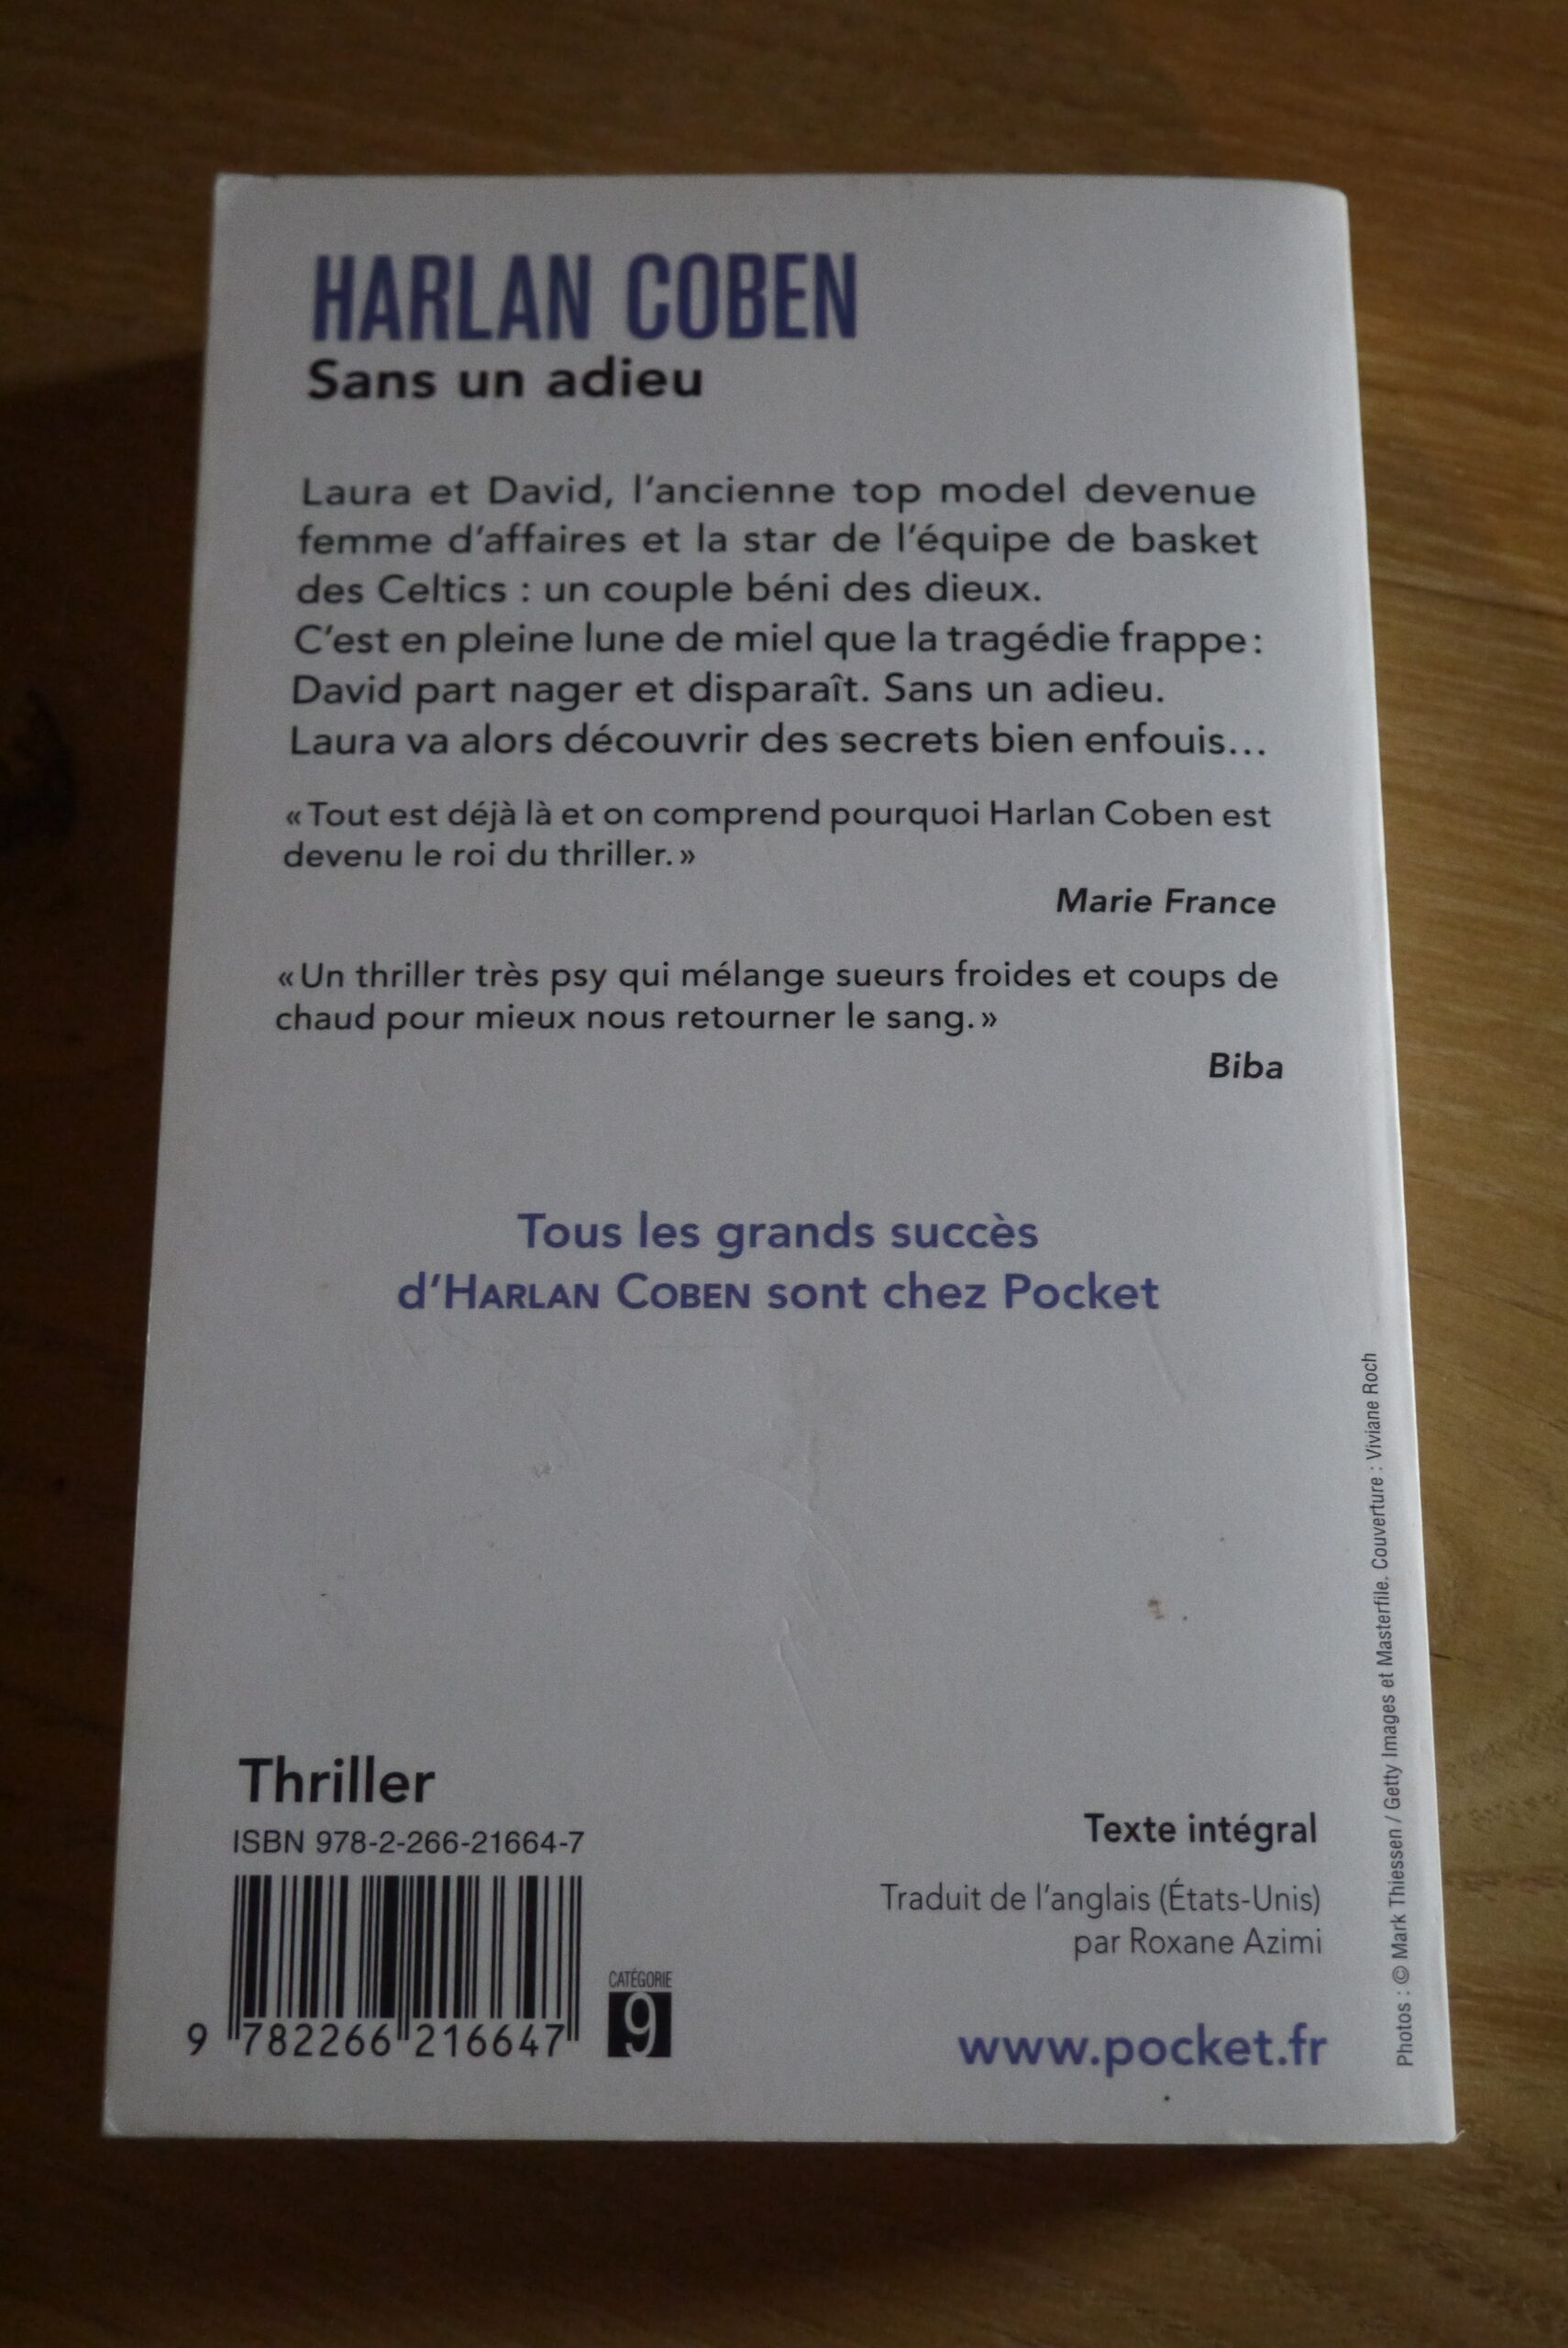 HARLAN COBEN
Sans un adieu
Laura et David, l'ancienne top model devenue
femme d'affaires et la star de l'équipe de basket
des Celtics : un couple béni des dieux.
C'est en pleine lune de miel que la tragédie frappe :
David part nager et disparaît. Sans un adieu.
Laura va alors découvrir des secrets bien enfouis...
« Tout est déjà là et on comprend pourquoi Harlan Coben est
devenu le roi du thriller. »
Marie France
« Un thriller très psy qui mélange sueurs froides et coups de
chaud pour mieux nous retourner le sang. »
Biba
Tous les grands succès
d'HARLAN COBEN sont chez Pocket
Thriller
ISBN 978-2-266-21664-7
9 782266 216647
CATÉGORIE
9
Texte intégral
Traduit de l'anglais (États-Unis)
par Roxane Azimi
www.pocket.fr
Photos : © Mark Thiessen / Getty Images et Masterfile. Couverture : Viviane Roch